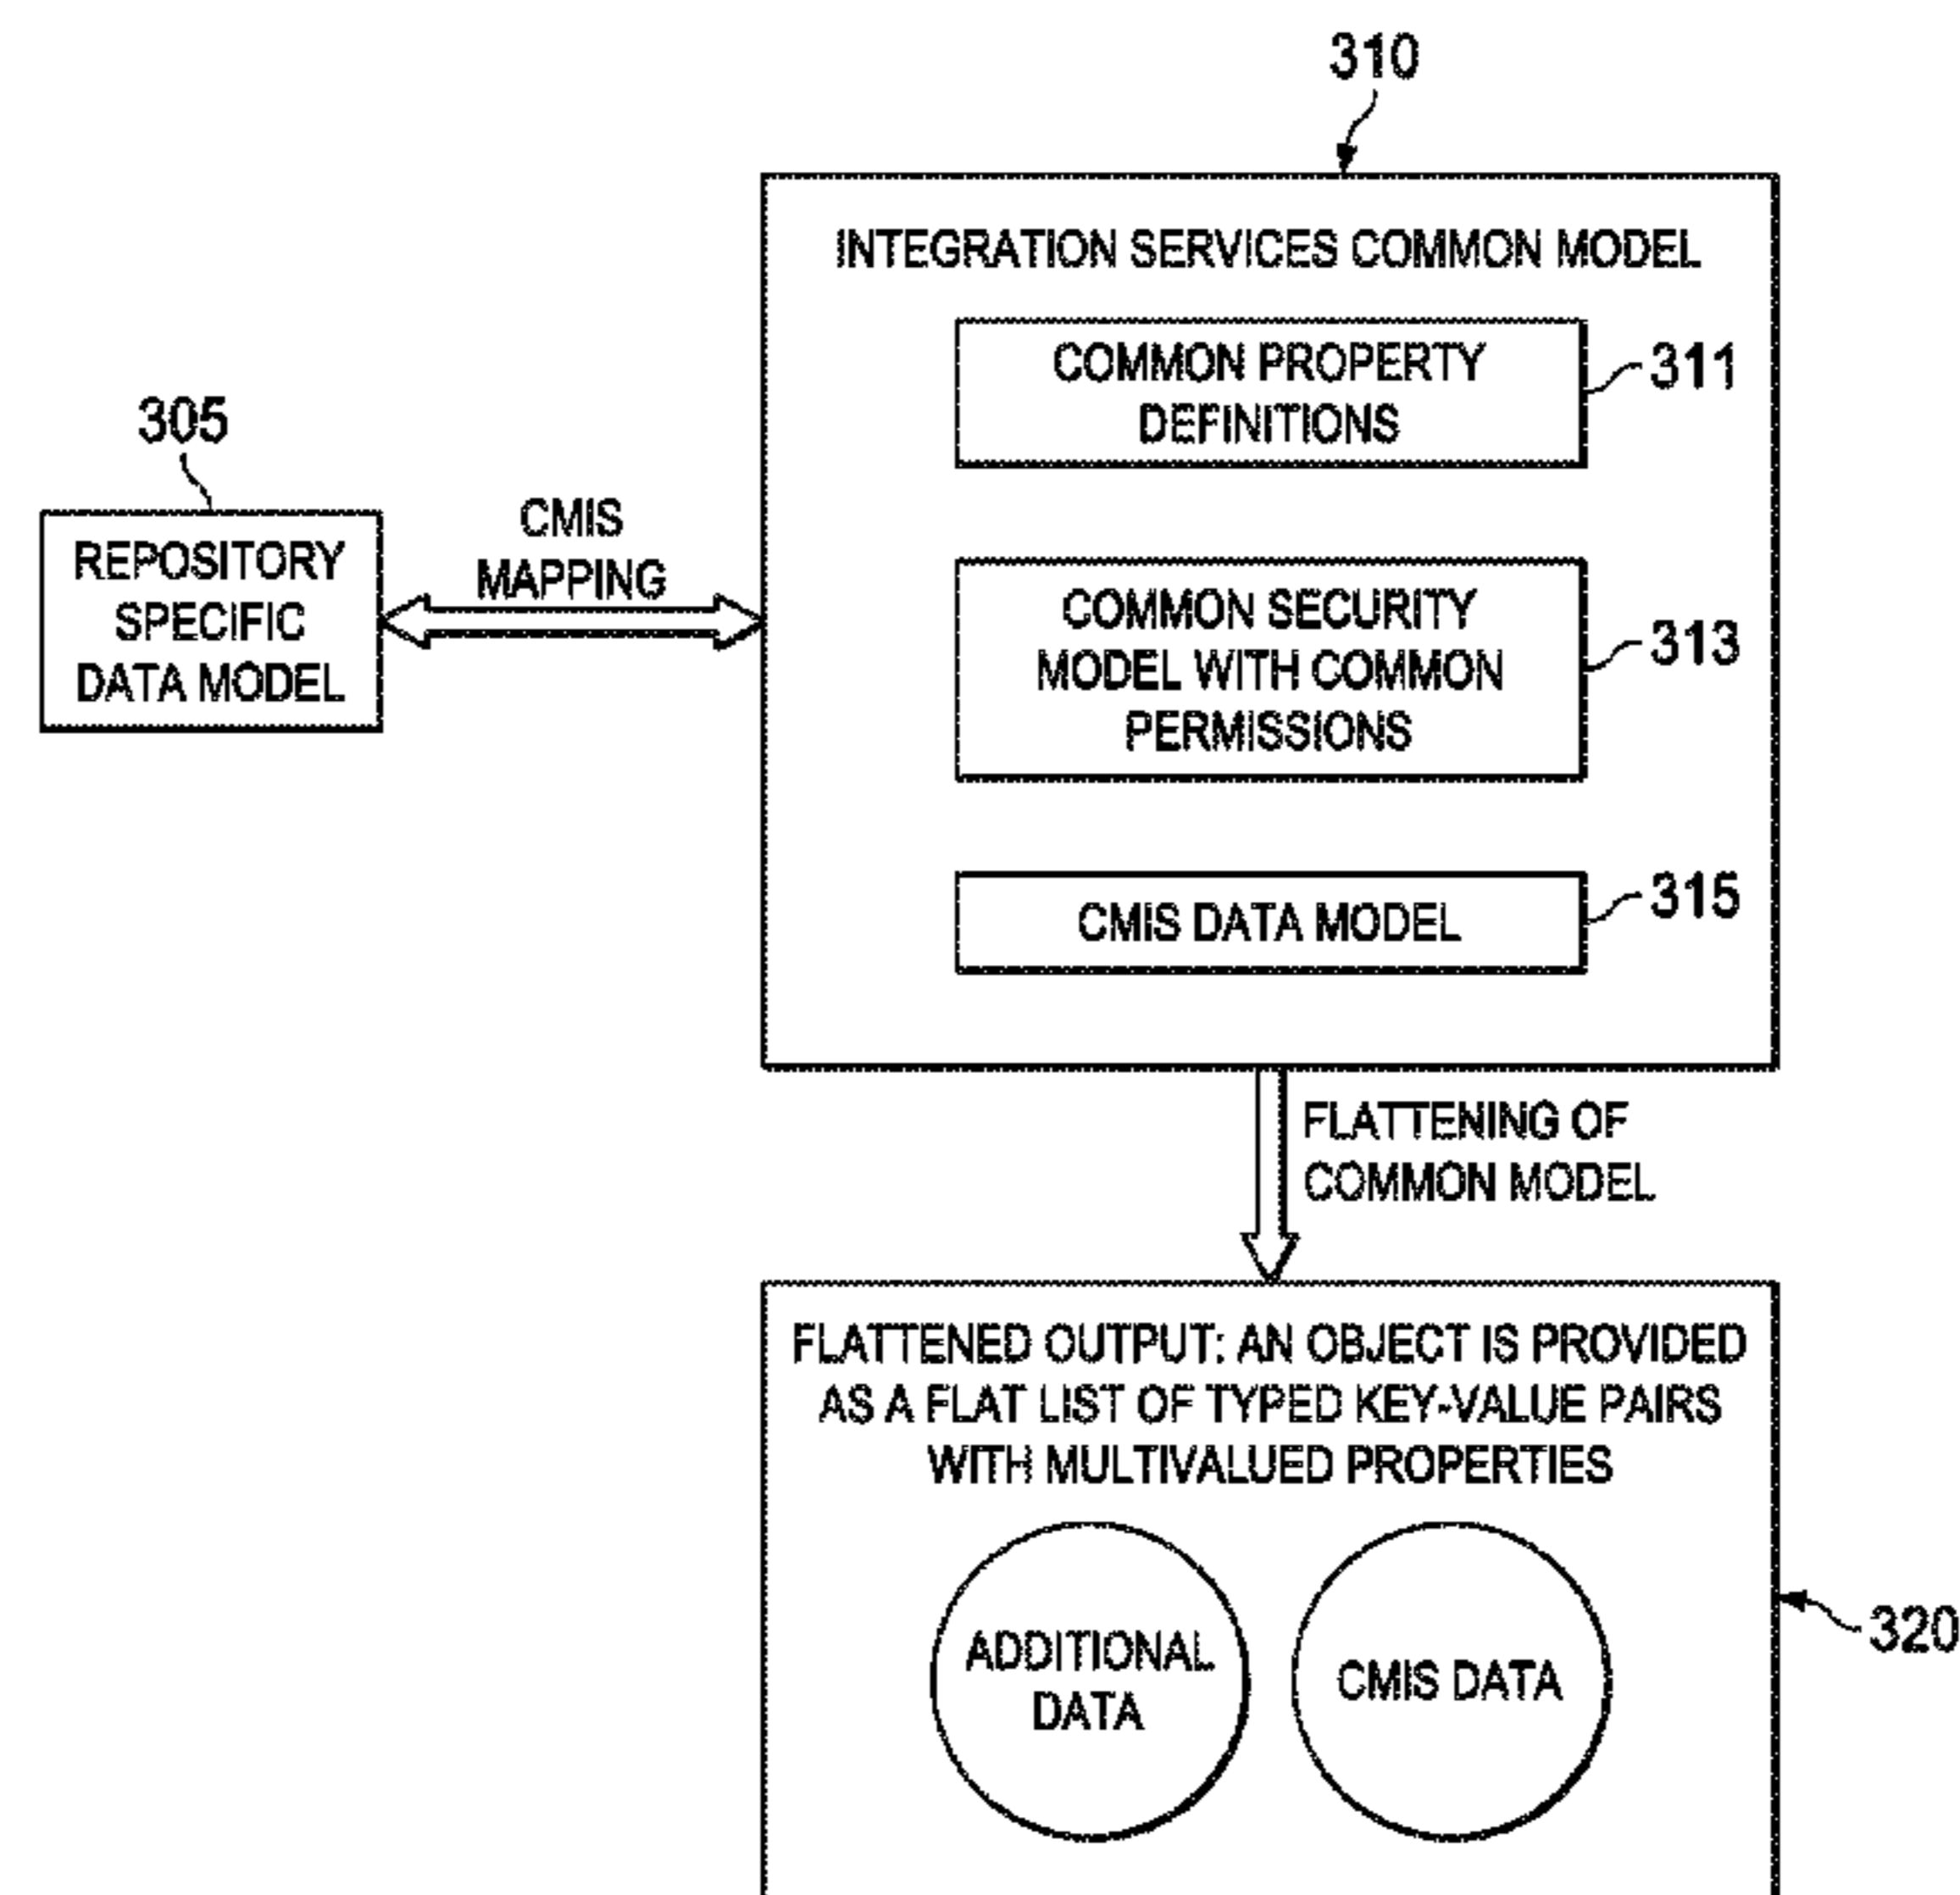 310
INTEGRATION SERVICES COMMON MODEL
COMMON PROPERTY
DEFINITIONS
311
305
REPOSITORY
SPECIFIC
DATA MODEL
CMIS
MAPPING
COMMON SECURITY
MODEL WITH COMMON
PERMISSIONS
313
CMIS DATA MODEL
315
FLATTENING OF
COMMON MODEL
FLATTENED OUTPUT: AN OBJECT IS PROVIDED
AS A FLAT LIST OF TYPED KEY-VALUE PAIRS
WITH MULTIVALUED PROPERTIES
ADDITIONAL
DATA
CMIS DATA
320